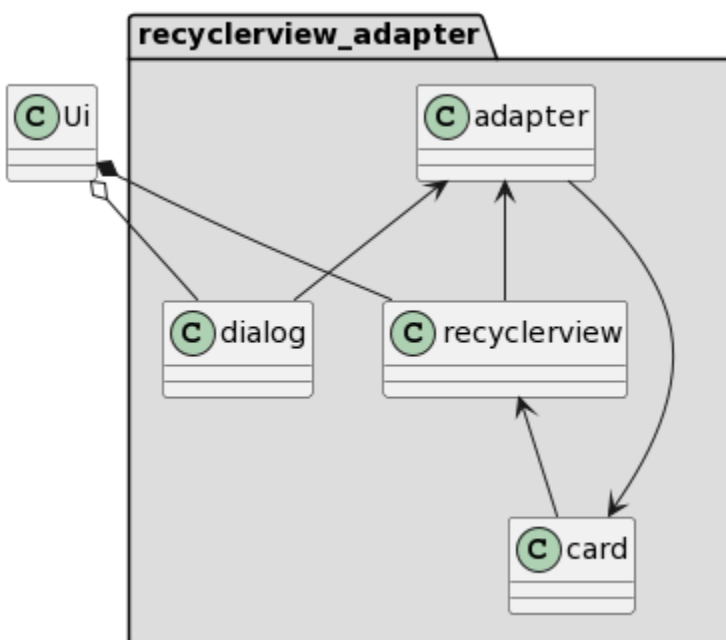 recyclerview_adapter
C Ui
C adapter
C dialog
C recyclerview
C card